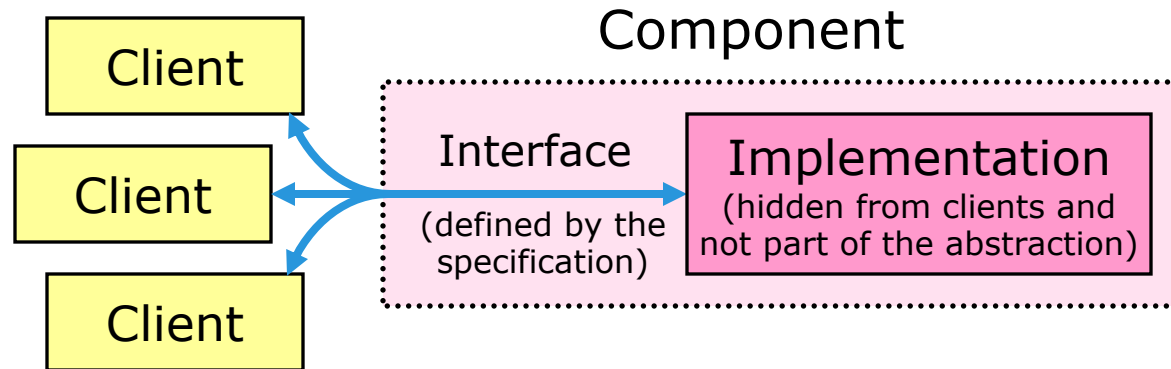 Component
Client
Client
Client
Interface
(defined by the
specification)
Implementation
(hidden from clients and
not part of the abstraction)